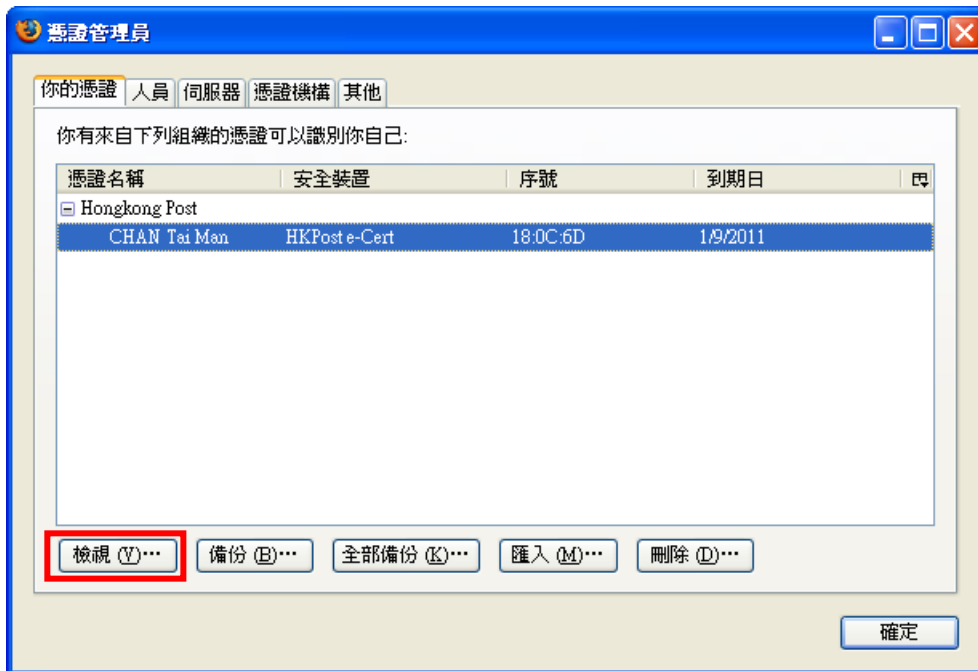 憑證管理員
你的憑證 人員 伺服器 憑證機構 其他
你有來自下列組織的憑證可以識別你自己:
憑證名稱 安全裝置 序號 到期日
Hongkong Post
CHAN Tai Man HKPost e-Cert 18:0C:6D 1/9/2011
檢視 (V)… 備份 (B)… 全部備份 (K)… 匯入 (M)… 刪除 (D)…
確定